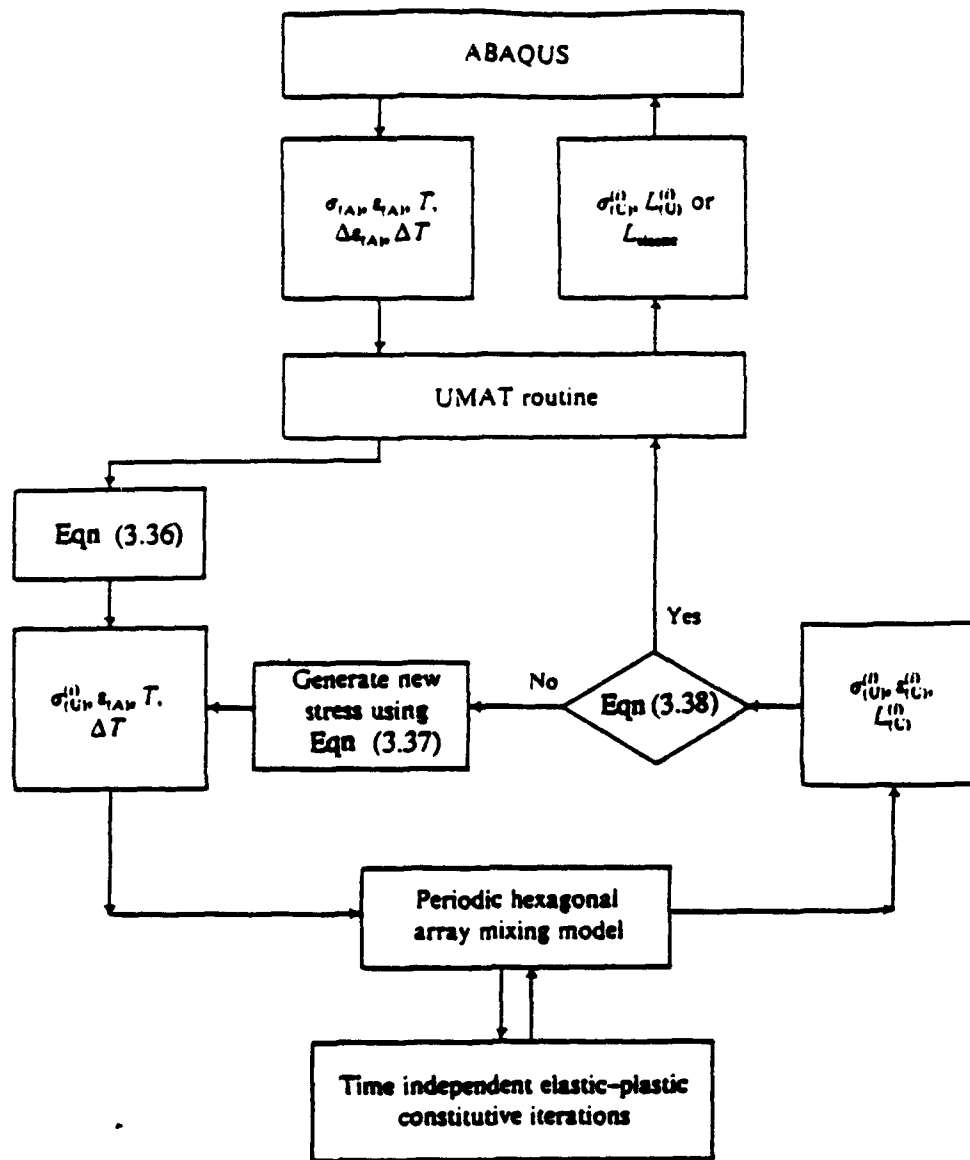 ABAQUS
σ(A), ε(A), T,
Δε(A), ΔT
σ(U)^(i), L(U)^(i) or
L
UMAT routine
Eqn (3.36)
Yes
No
σ(U)^(i), ε(A), T,
ΔT
Generate new
stress using
Eqn (3.37)
Eqn (3.38)
σ(U)^(i), ε(U)^(i),
L(U)^(i)
Periodic hexagonal
array mixing model
Time independent elastic–plastic
constitutive iterations